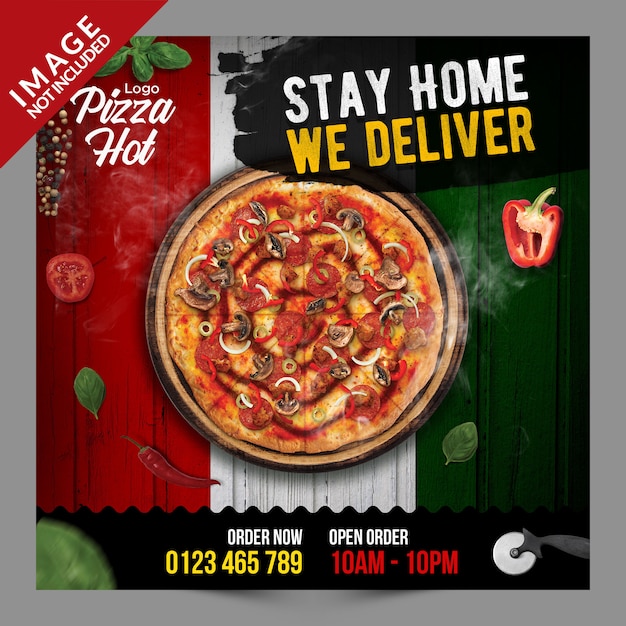 IMAGE
NOT INCLUDED
Logo
Pizza
Hot
STAY HOME
WE DELIVER
ORDER NOW
0123 465 789
OPEN ORDER
10AM - 10PM